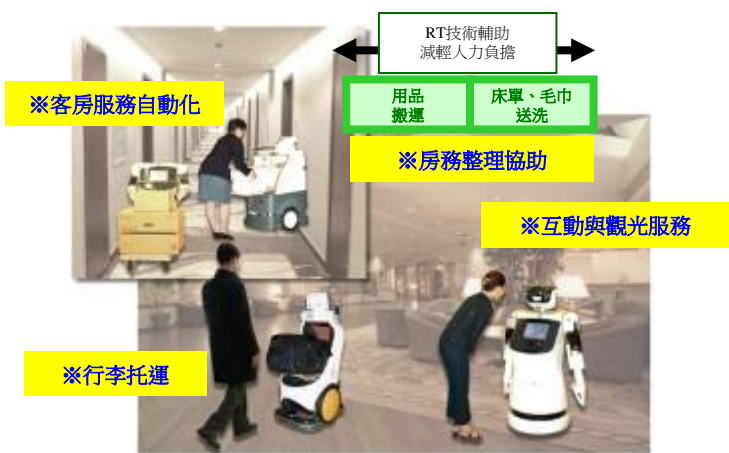 RT技術輔助
減輕人力負擔
用品
搬運
床單、毛巾
送洗
※客房服務自動化
※房務整理協助
※互動與觀光服務
※行李托運